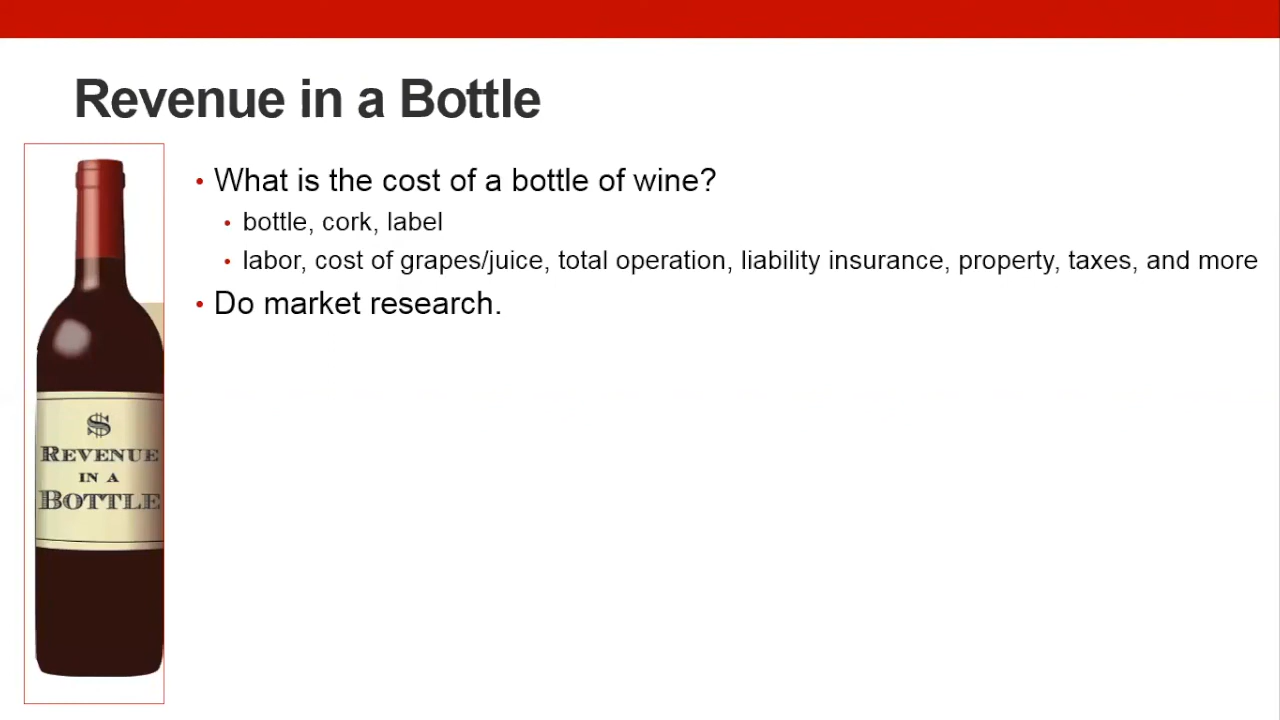 Revenue in a Bottle
• What is the cost of a bottle of wine?
• bottle, cork, label
• labor, cost of grapes/juice, total operation, liability insurance, property, taxes, and more
• Do market research.
$
REVENUE
IN A
BOTTLE